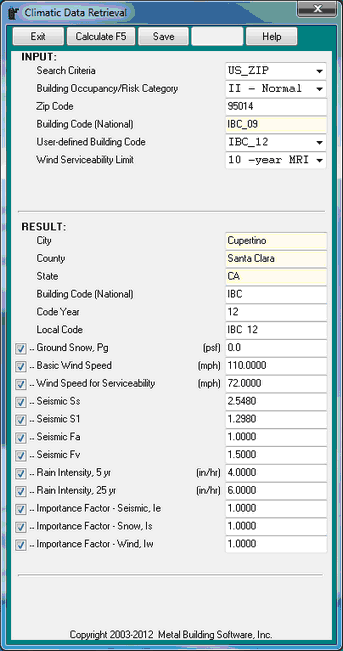 Climatic Data Retrieval
Exit Calculate F5 Save Help
INPUT:
Search Criteria US_ZIP
Building Occupancy/Risk Category II - Normal
Zip Code 95014
Building Code (National) IBC_09
User-defined Building Code IBC_12
Wind Serviceability Limit 10 -year MRI
RESULT:
City Cupertino
County Santa Clara
State CA
Building Code (National) IBC
Code Year 12
Local Code IBC 12
-- Ground Snow, Pg (psf) 0.0
-- Basic Wind Speed (mph) 110.0000
-- Wind Speed for Serviceability (mph) 72.0000
-- Seismic Ss 2.5480
-- Seismic S1 1.2980
-- Seismic Fa 1.0000
-- Seismic Fv 1.5000
-- Rain Intensity, 5 yr (in/hr) 4.0000
-- Rain Intensity, 25 yr (in/hr) 6.0000
-- Importance Factor - Seismic, Ie 1.0000
-- Importance Factor - Snow, Is 1.0000
-- Importance Factor - Wind, Iw 1.0000
Copyright 2003-2012 Metal Building Software, Inc.